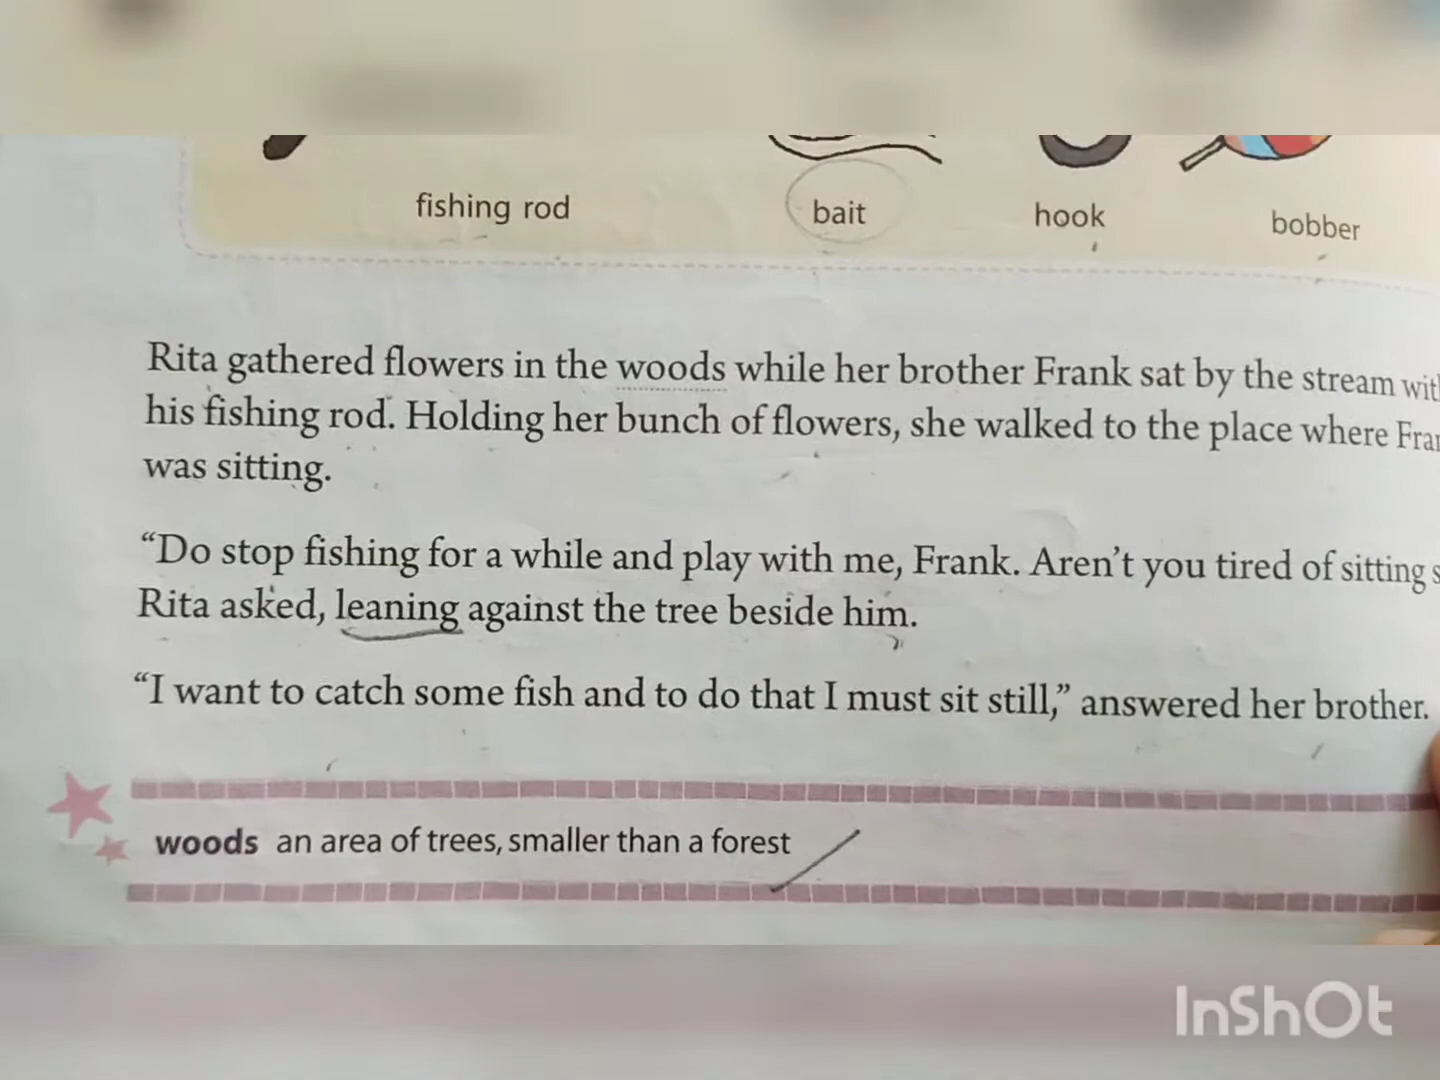 fishing rod bait hook bobber
Rita gathered flowers in the woods while her brother Frank sat by the stream
his fishing rod. Holding her bunch of flowers, she walked to the place where
was sitting.
“Do stop fishing for a while and play with me, Frank. Aren’t you tired of sitting
Rita asked, leaning against the tree beside him.
“I want to catch some fish and to do that I must sit still,” answered her brother.
woods an area of trees, smaller than a forest
InShOt